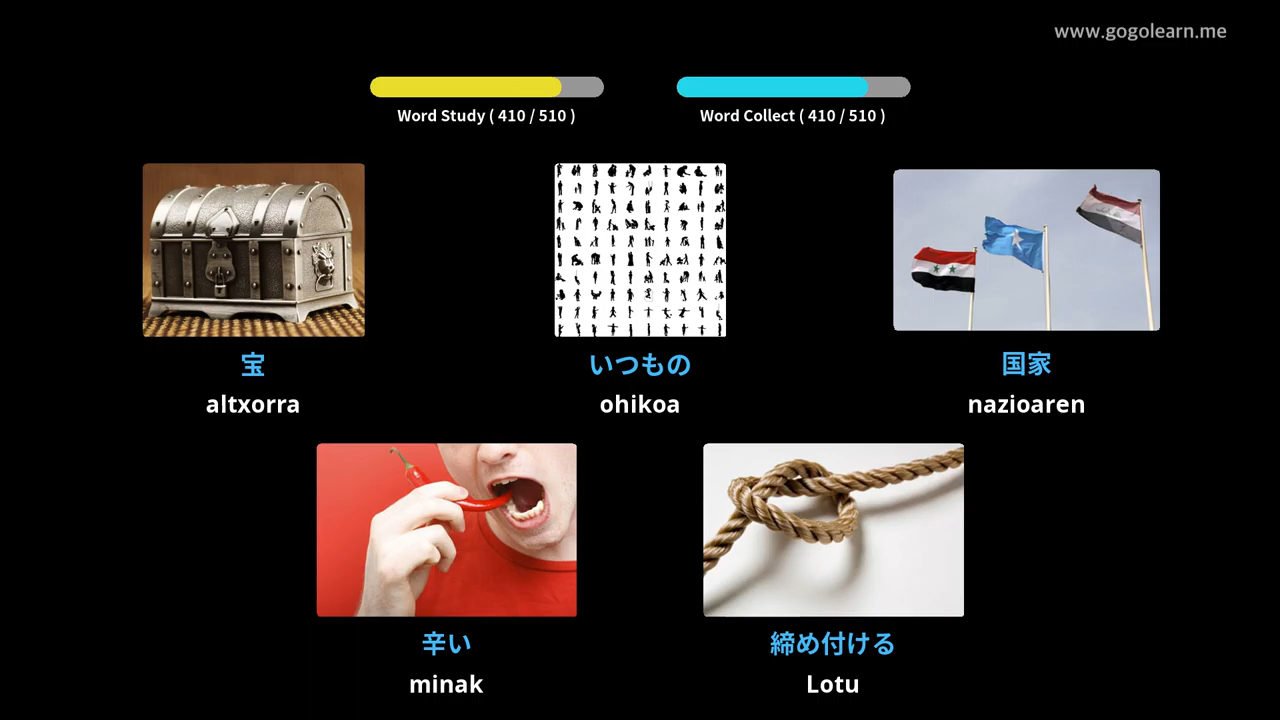 www.gogolearn.me
Word Study ( 410 / 510 )
Word Collect ( 410 / 510 )
宝
いつもの
国家
altxorra
ohikoa
nazioaren
辛い
締め付ける
minak
Lotu